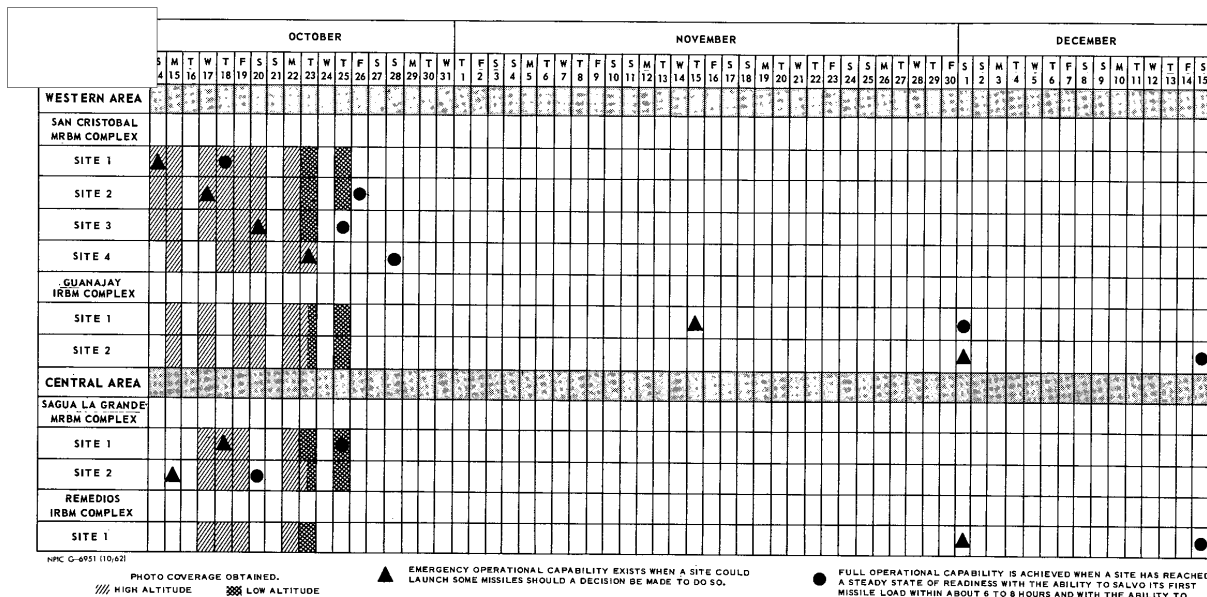 OCTOBER NOVEMBER DECEMBER
S M T W T F S S M T W T F S S M T W T F S S M T W T F S S M T W T F S S M T W T F S S M T W T F S S M T W T F S S
4 15 16 17 18 19 20 21 22 23 24 25 26 27 28 29 30 31 1 2 3 4 5 6 7 8 9 10 11 12 13 14 15 16 17 18 19 20 21 22 23 24 25 26 27 28 29 30 1 2 3 4 5 6 7 8 9 10 11 12 13 14 15
WESTERN AREA
SAN CRISTOBAL
MRBM COMPLEX
SITE 1
SITE 2
SITE 3
SITE 4
GUANAJAY
IRBM COMPLEX
SITE 1
SITE 2
CENTRAL AREA
SAGUA LA GRANDE
MRBM COMPLEX
SITE 1
SITE 2
REMEDIOS
IRBM COMPLEX
SITE 1
NPIC G-6951 (10/62)
PHOTO COVERAGE OBTAINED.
HIGH ALTITUDE LOW ALTITUDE
EMERGENCY OPERATIONAL CAPABILITY EXISTS WHEN A SITE COULD
LAUNCH SOME MISSILES SHOULD A DECISION BE MADE TO DO SO.
FULL OPERATIONAL CAPABILITY IS ACHIEVED WHEN A SITE HAS REACHED
A STEADY STATE OF READINESS WITH THE ABILITY TO SALVO ITS FIRST
MISSILE LOAD WITHIN ABOUT 6 TO 8 HOURS AND WITH THE ABILITY TO